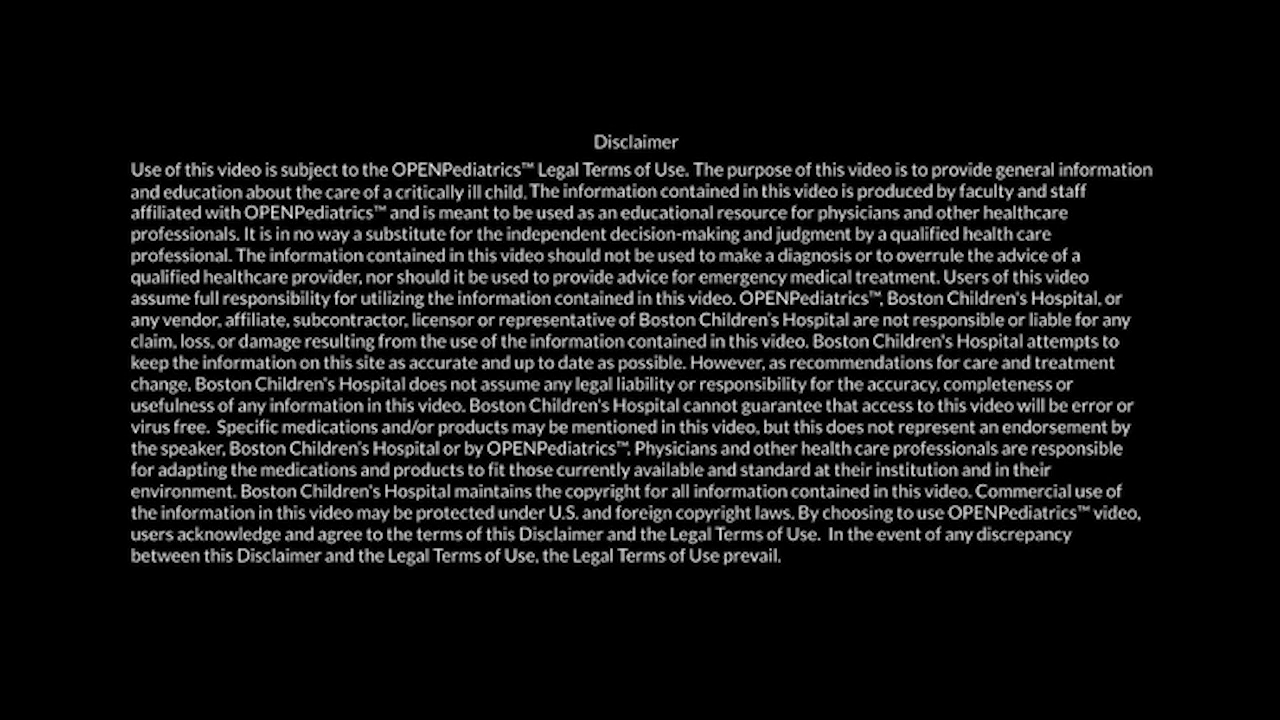 Disclaimer
Use of this video is subject to the OPENPediatrics™ Legal Terms of Use. The purpose of this video is to provide general information
and education about the care of a critically ill child. The information contained in this video is produced by faculty and staff
affiliated with OPENPediatrics™ and is meant to be used as an educational resource for physicians and other healthcare
professionals. It is in no way a substitute for the independent decision-making and judgment by a qualified health care
professional. The information contained in this video should not be used to make a diagnosis or to overrule the advice of a
qualified healthcare provider, nor should it be used to provide advice for emergency medical treatment. Users of this video
assume full responsibility for utilizing the information contained in this video. OPENPediatrics™, Boston Children's Hospital, or
any vendor, affiliate, subcontractor, licensor or representative of Boston Children's Hospital are not responsible or liable for any
claim, loss, or damage resulting from the use of the information contained in this video. Boston Children's Hospital attempts to
keep the information on this site as accurate and up to date as possible. However, as recommendations for care and treatment
change, Boston Children's Hospital does not assume any legal liability or responsibility for the accuracy, completeness or
usefulness of any information in this video. Boston Children's Hospital cannot guarantee that access to this video will be error or
virus free. Specific medications and/or products may be mentioned in this video, but this does not represent an endorsement by
the speaker, Boston Children's Hospital or by OPENPediatrics™. Physicians and other health care professionals are responsible
for adapting the medications and products to fit those currently available and standard at their institution and in their
environment. Boston Children's Hospital maintains the copyright for all information contained in this video. Commercial use of
the information in this video may be protected under U.S. and foreign copyright laws. By choosing to use OPENPediatrics™ video,
users acknowledge and agree to the terms of this Disclaimer and the Legal Terms of Use. In the event of any discrepancy
between this Disclaimer and the Legal Terms of Use, the Legal Terms of Use prevail.